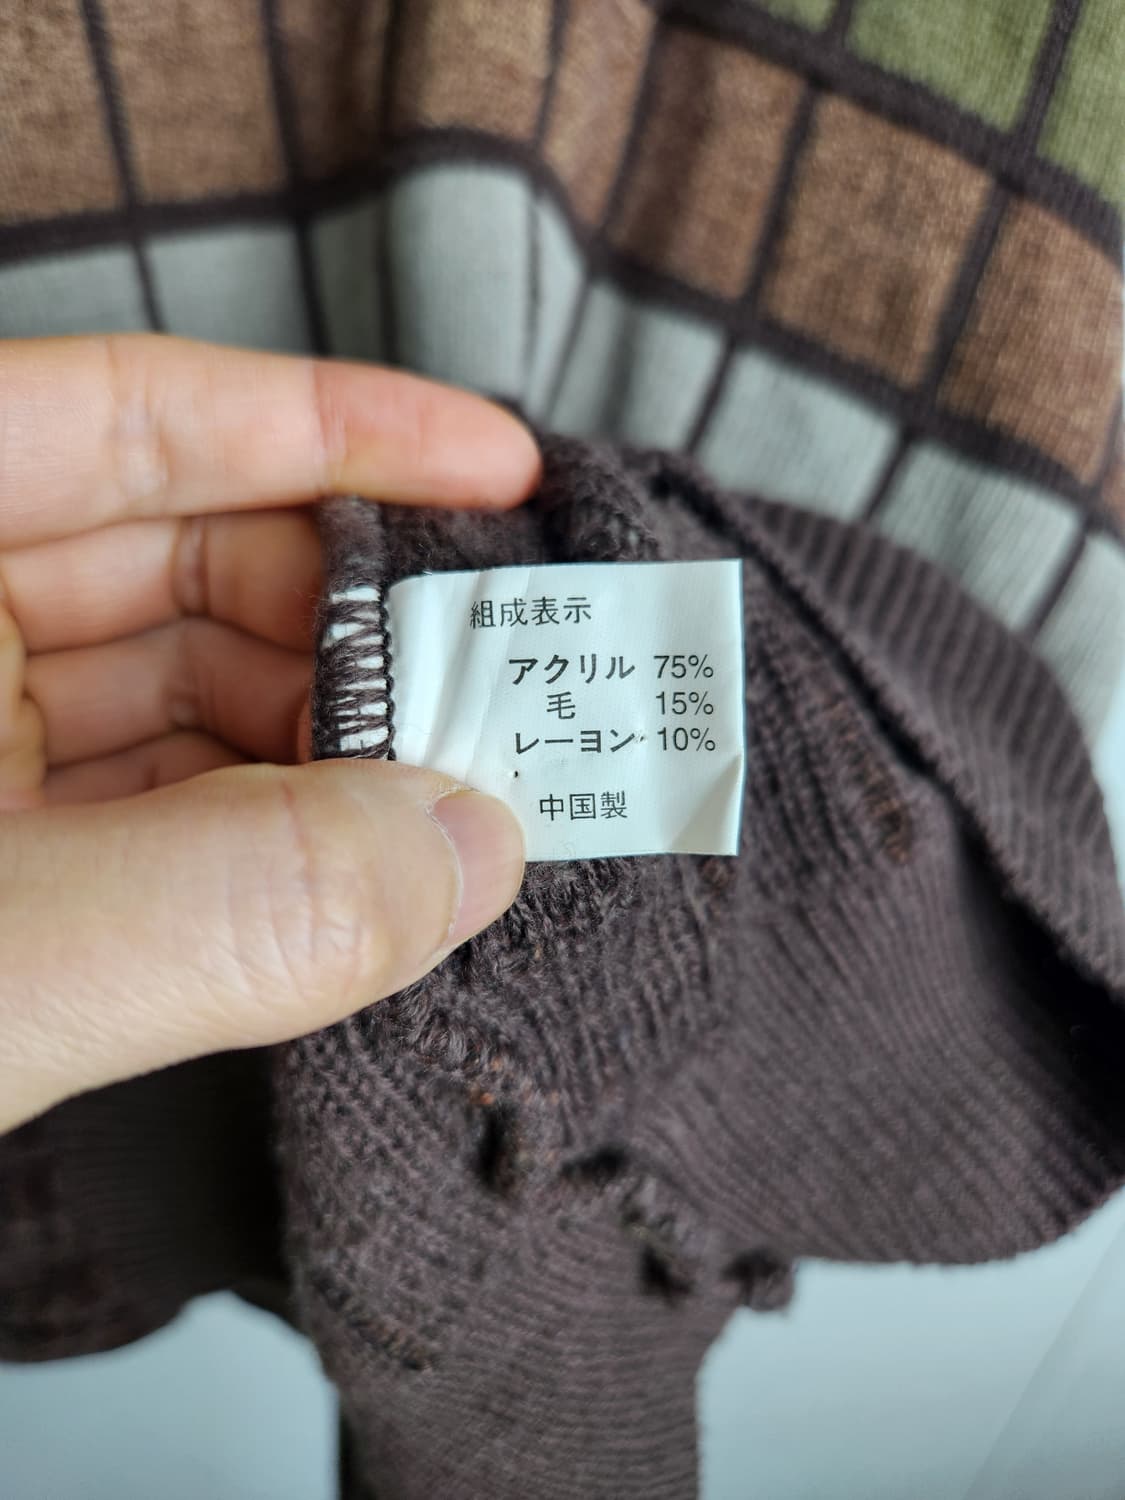 組成表示
アクリル 75%
毛 15%
レーヨン 10%
中国製